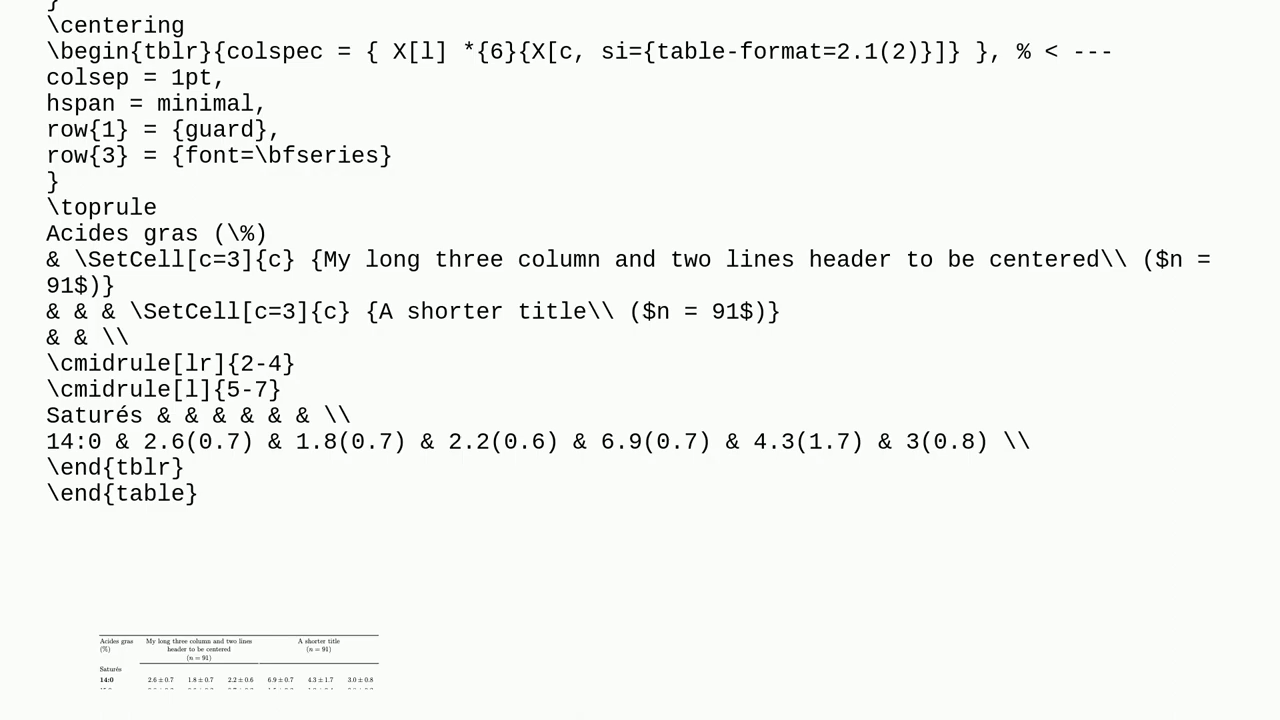 }
\centering
\begin{tblr}{colspec = { X[l] *{6}{X[c, si={table-format=2.1(2)}]} }, % < ---
colsep = 1pt,
hspan = minimal,
row{1} = {guard},
row{3} = {font=\bfseries}
}
\toprule
Acides gras (\%)
& \SetCell[c=3]{c} {My long three column and two lines header to be centered\\ ($n =
91$)}
& & & \SetCell[c=3]{c} {A shorter title\\ ($n = 91$)}
& & \\
\cmidrule[lr]{2-4}
\cmidrule[l]{5-7}
Saturés & & & & & & \\
14:0 & 2.6(0.7) & 1.8(0.7) & 2.2(0.6) & 6.9(0.7) & 4.3(1.7) & 3(0.8) \\
\end{tblr}
\end{table}
Acides gras My long three column and two lines A shorter title
(%) header to be centered (n = 91)
(n = 91)
Saturés
14:0 2.6 ± 0.7 1.8 ± 0.7 2.2 ± 0.6 6.9 ± 0.7 4.3 ± 1.7 3.0 ± 0.8